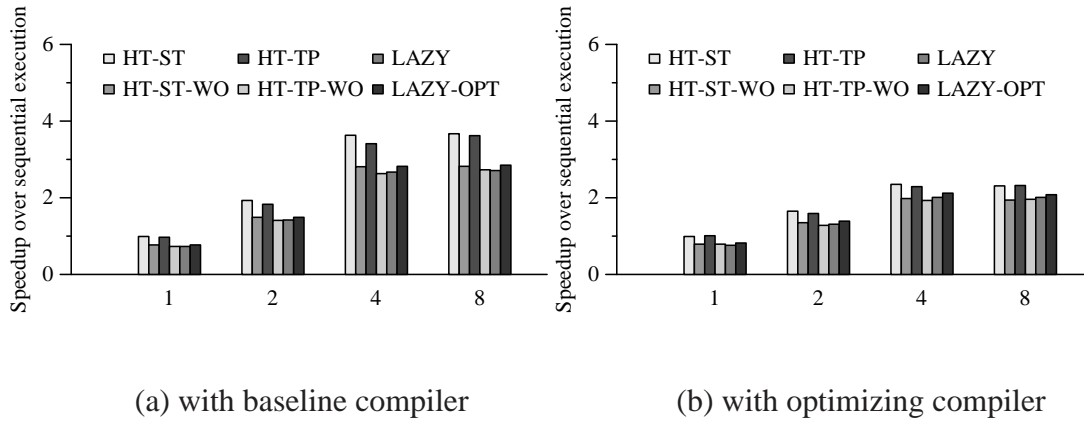 Speedup over sequential execution
6
4
2
0
HT-ST HT-TP LAZY
HT-ST-WO HT-TP-WO LAZY-OPT
1 2 4 8
(a) with baseline compiler
Speedup over sequential execution
6
4
2
0
HT-ST HT-TP LAZY
HT-ST-WO HT-TP-WO LAZY-OPT
1 2 4 8
(b) with optimizing compiler